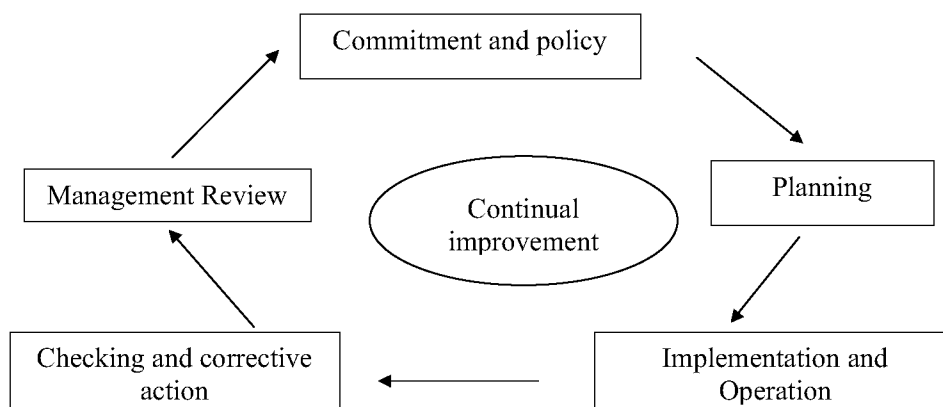 Commitment and policy
Management Review
Planning
Continual
improvement
Checking and corrective
action
Implementation and
Operation